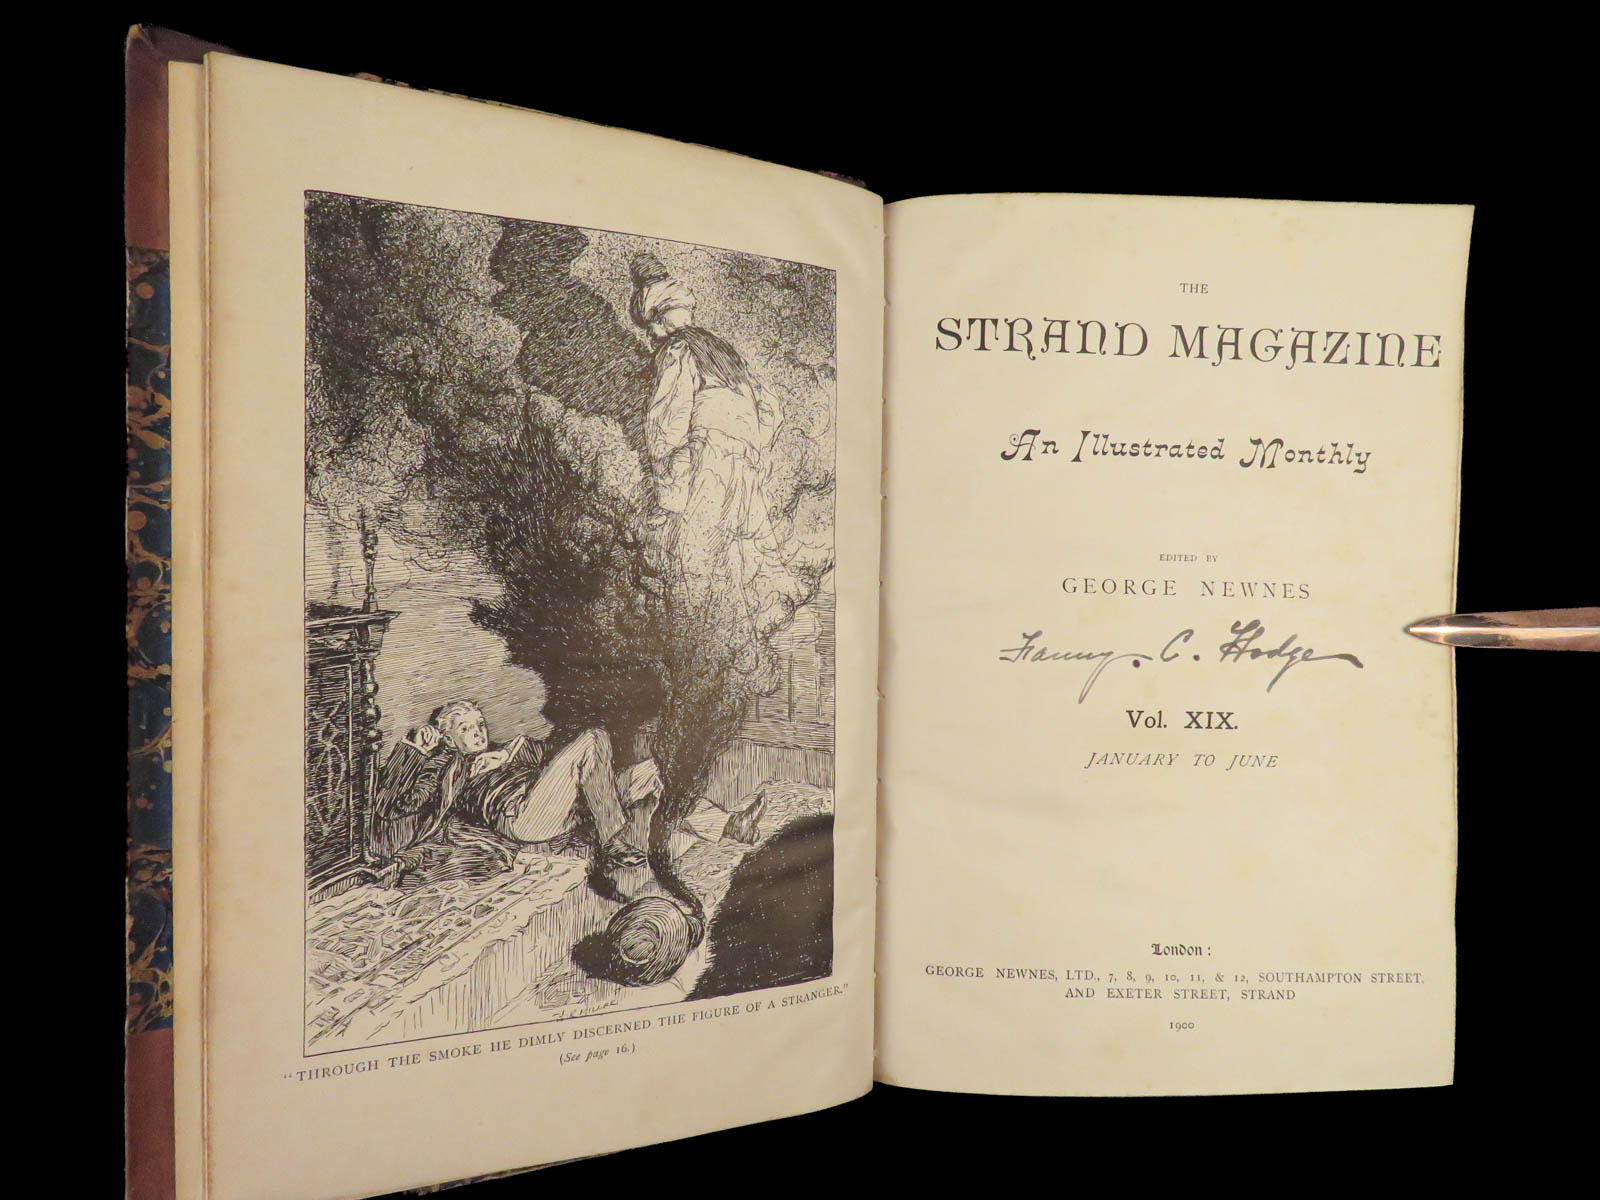 "THROUGH THE SMOKE HE DIMLY DISCERNED THE FIGURE OF A STRANGER."
(See page 16.)
THE
STRAND MAGAZINE
An Illustrated Monthly
EDITED BY
GEORGE NEWNES
Fanny. C. Hodge
Vol. XIX.
JANUARY TO JUNE
London:
GEORGE NEWNES, LTD., 7, 8, 9, 10, 11, & 12, SOUTHAMPTON STREET.
AND EXETER STREET, STRAND
1900